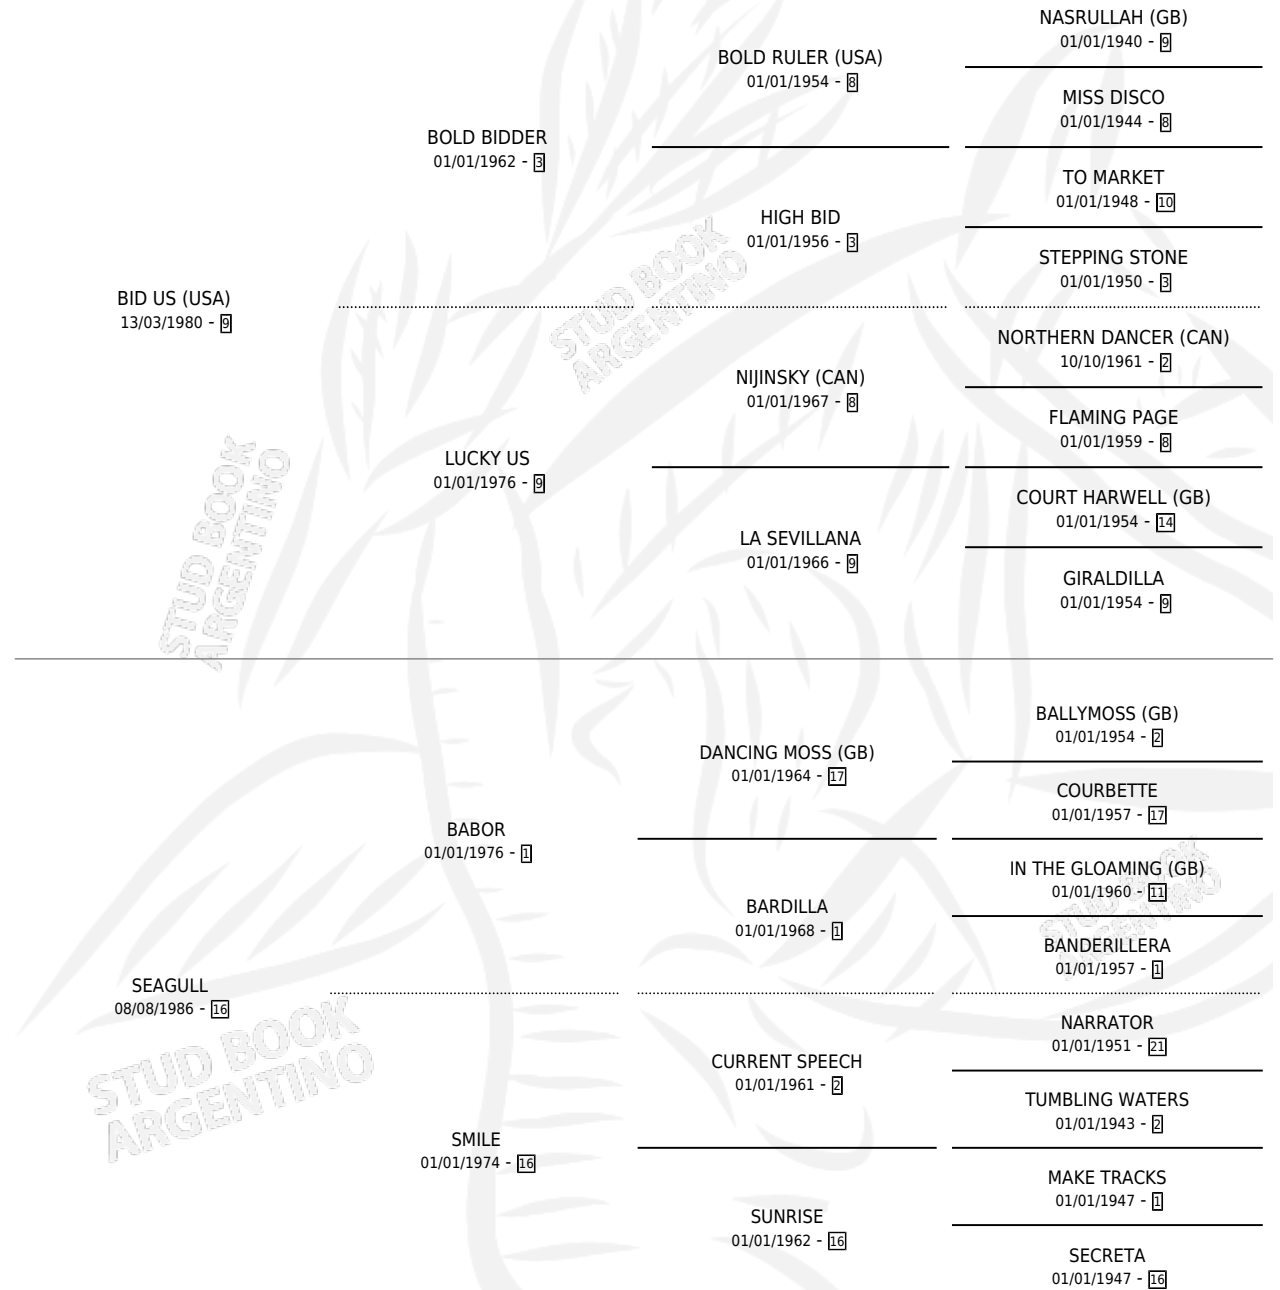 NASRULLAH (GB)
01/01/1940 - 9
BOLD RULER (USA)
01/01/1954 - 8
MISS DISCO
01/01/1944 - 8
BOLD BIDDER
01/01/1962 - 3
TO MARKET
01/01/1948 - 10
HIGH BID
01/01/1956 - 3
STEPPING STONE
01/01/1950 - 3
BID US (USA)
13/03/1980 - 9
NORTHERN DANCER (CAN)
10/10/1961 - 2
NIJINSKY (CAN)
01/01/1967 - 8
FLAMING PAGE
01/01/1959 - 8
LUCKY US
01/01/1976 - 9
COURT HARWELL (GB)
01/01/1954 - 14
LA SEVILLANA
01/01/1966 - 9
GIRALDILLA
01/01/1954 - 9
BALLYMOSS (GB)
01/01/1954 - 2
DANCING MOSS (GB)
01/01/1964 - 17
COURBETTE
01/01/1957 - 17
BABOR
01/01/1976 - 1
IN THE GLOAMING (GB)
01/01/1960 - 11
BARDILLA
01/01/1968 - 1
BANDERILLERA
01/01/1957 - 1
SEAGULL
08/08/1986 - 16
NARRATOR
01/01/1951 - 21
CURRENT SPEECH
01/01/1961 - 2
TUMBLING WATERS
01/01/1943 - 2
SMILE
01/01/1974 - 16
MAKE TRACKS
01/01/1947 - 1
SUNRISE
01/01/1962 - 16
SECRETA
01/01/1947 - 16
STUD BOOK
ARGENTINO
STUD BOOK
ARGENTINO
STUD BOOK
ARGENTINO
STUD BOOK
ARGENTINO